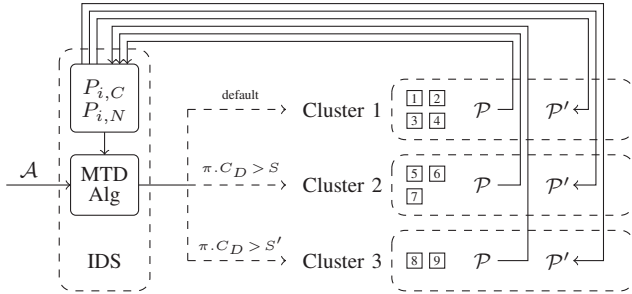 P_{i,C}
P_{i,N}
MTD
Alg
IDS
𝒜
default
π.C_D > S
π.C_D > S′
Cluster 1
1 2
3 4
𝒫 𝒫′
Cluster 2
5 6
7
𝒫 𝒫′
Cluster 3
8 9
𝒫 𝒫′